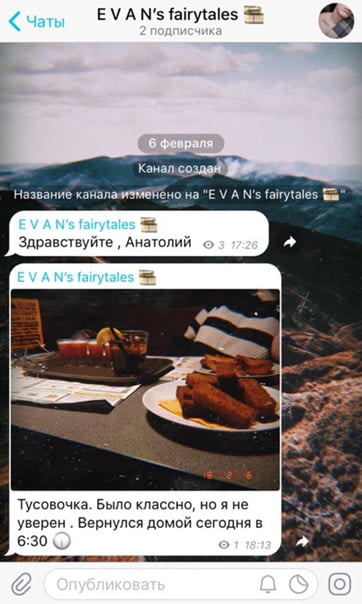 Чаты
E V A N's fairytales
2 подписчика
6 февраля
Канал создан
Название канала изменено на "E V A N's fairytales "
E V A N's fairytales
Здравствуйте , Анатолий
3 17:26
E V A N's fairytales
18 2 6
Тусовочка. Было классно, но я не
уверен . Вернулся домой сегодня в
6:30
1 18:13
Опубликовать